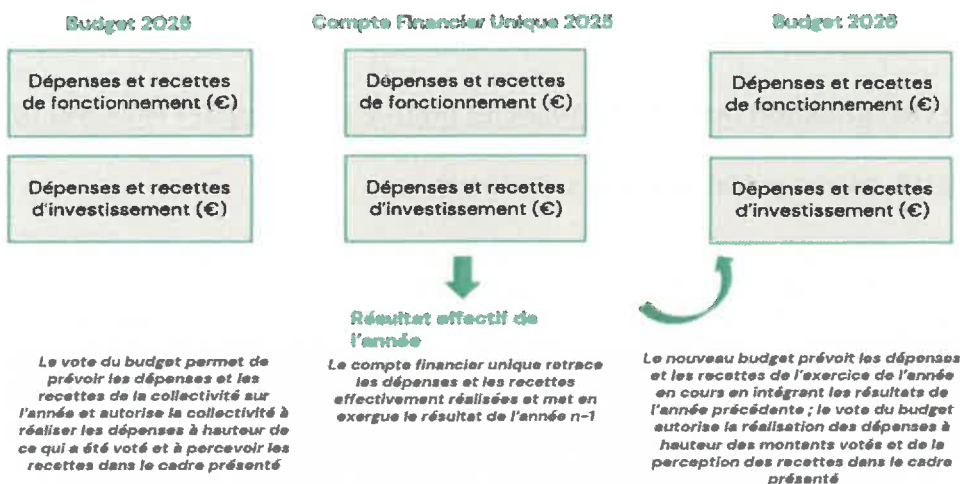 Budget 2025
Dépenses et recettes
de fonctionnement (€)
Dépenses et recettes
d'investissement (€)
Le vote du budget permet de
prévoir les dépenses et les
recettes de la collectivité sur
l'année et autorise la collectivité à
réaliser les dépenses à hauteur de
ce qui a été voté et à percevoir les
recettes dans le cadre présenté
Compte Financier Unique 2025
Dépenses et recettes
de fonctionnement (€)
Dépenses et recettes
d'investissement (€)
Résultat effectif de
l'année
Le compte financier unique retrace
les dépenses et les recettes
effectivement réalisées et met en
exergue le résultat de l'année n-1
Budget 2026
Dépenses et recettes
de fonctionnement (€)
Dépenses et recettes
d'investissement (€)
Le nouveau budget prévoit les dépenses
et les recettes de l'exercice de l'année
en cours en intégrant les résultats de
l'année précédente ; le vote du budget
autorise la réalisation des dépenses à
hauteur des montants votés et de la
perception des recettes dans le cadre
présenté